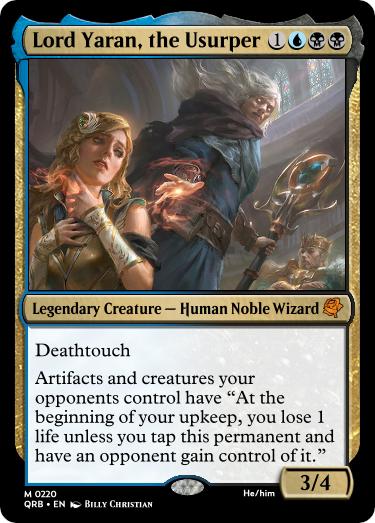 Lord Yaran, the Usurper 1
Legendary Creature — Human Noble Wizard
Deathtouch
Artifacts and creatures your
opponents control have “At the
beginning of your upkeep, you lose 1
life unless you tap this permanent and
have an opponent gain control of it.”
3/4
M 0220
QRB • EN Billy Christian
He/him